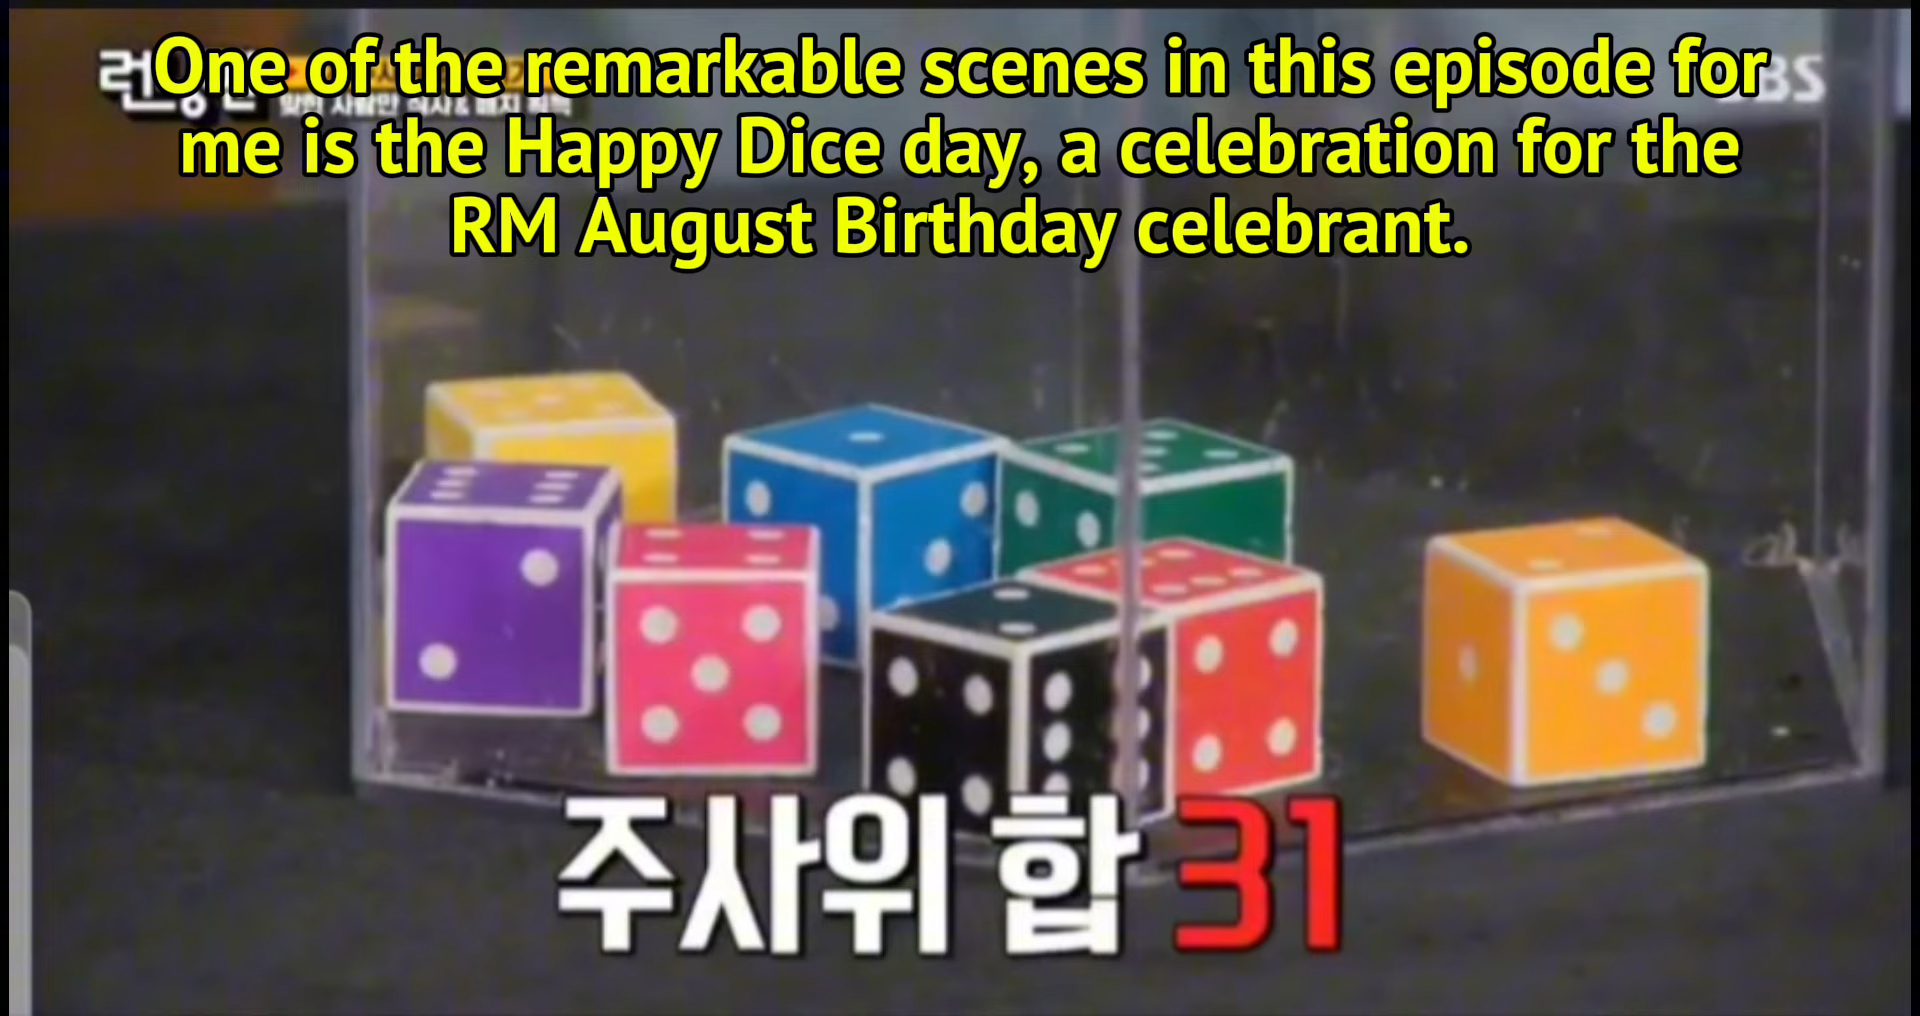 One of the remarkable scenes in this episode for
me is the Happy Dice day, a celebration for the
RM August Birthday celebrant.
SBS
주사위 합 31